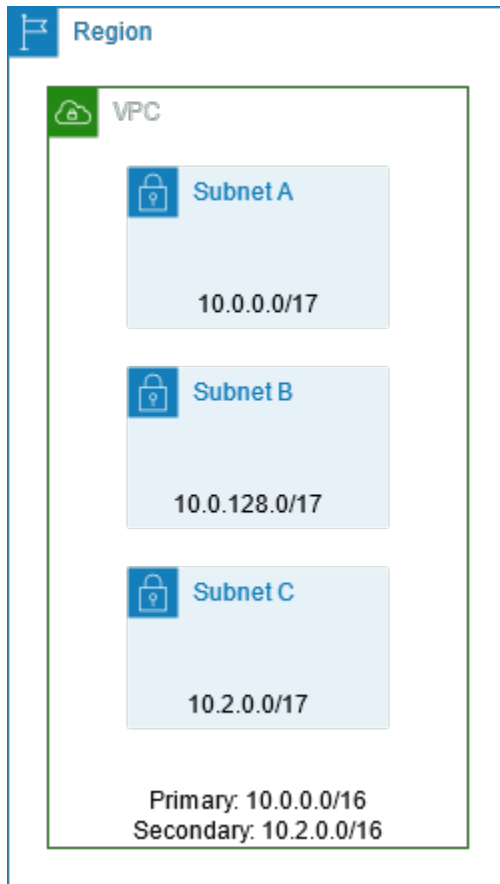 Region
VPC
Subnet A
10.0.0.0/17
Subnet B
10.0.128.0/17
Subnet C
10.2.0.0/17
Primary: 10.0.0.0/16
Secondary: 10.2.0.0/16